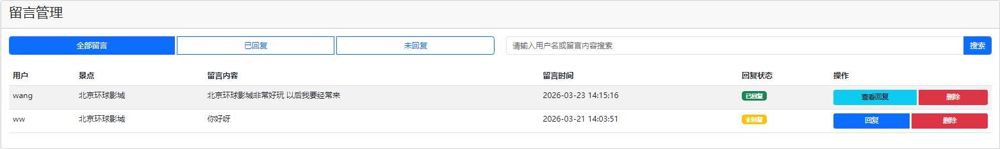 留言管理
全部留言 已回复 未回复 请输入用户名或留言内容搜索 搜索
用户 景点 留言内容 留言时间 回复状态 操作
wang 北京环球影城 北京环球影城非常好玩 以后我要经常来 2026-03-23 14:15:16 已回复 查看回复 删除
ww 北京环球影城 你好呀 2026-03-21 14:03:51 未回复 回复 删除